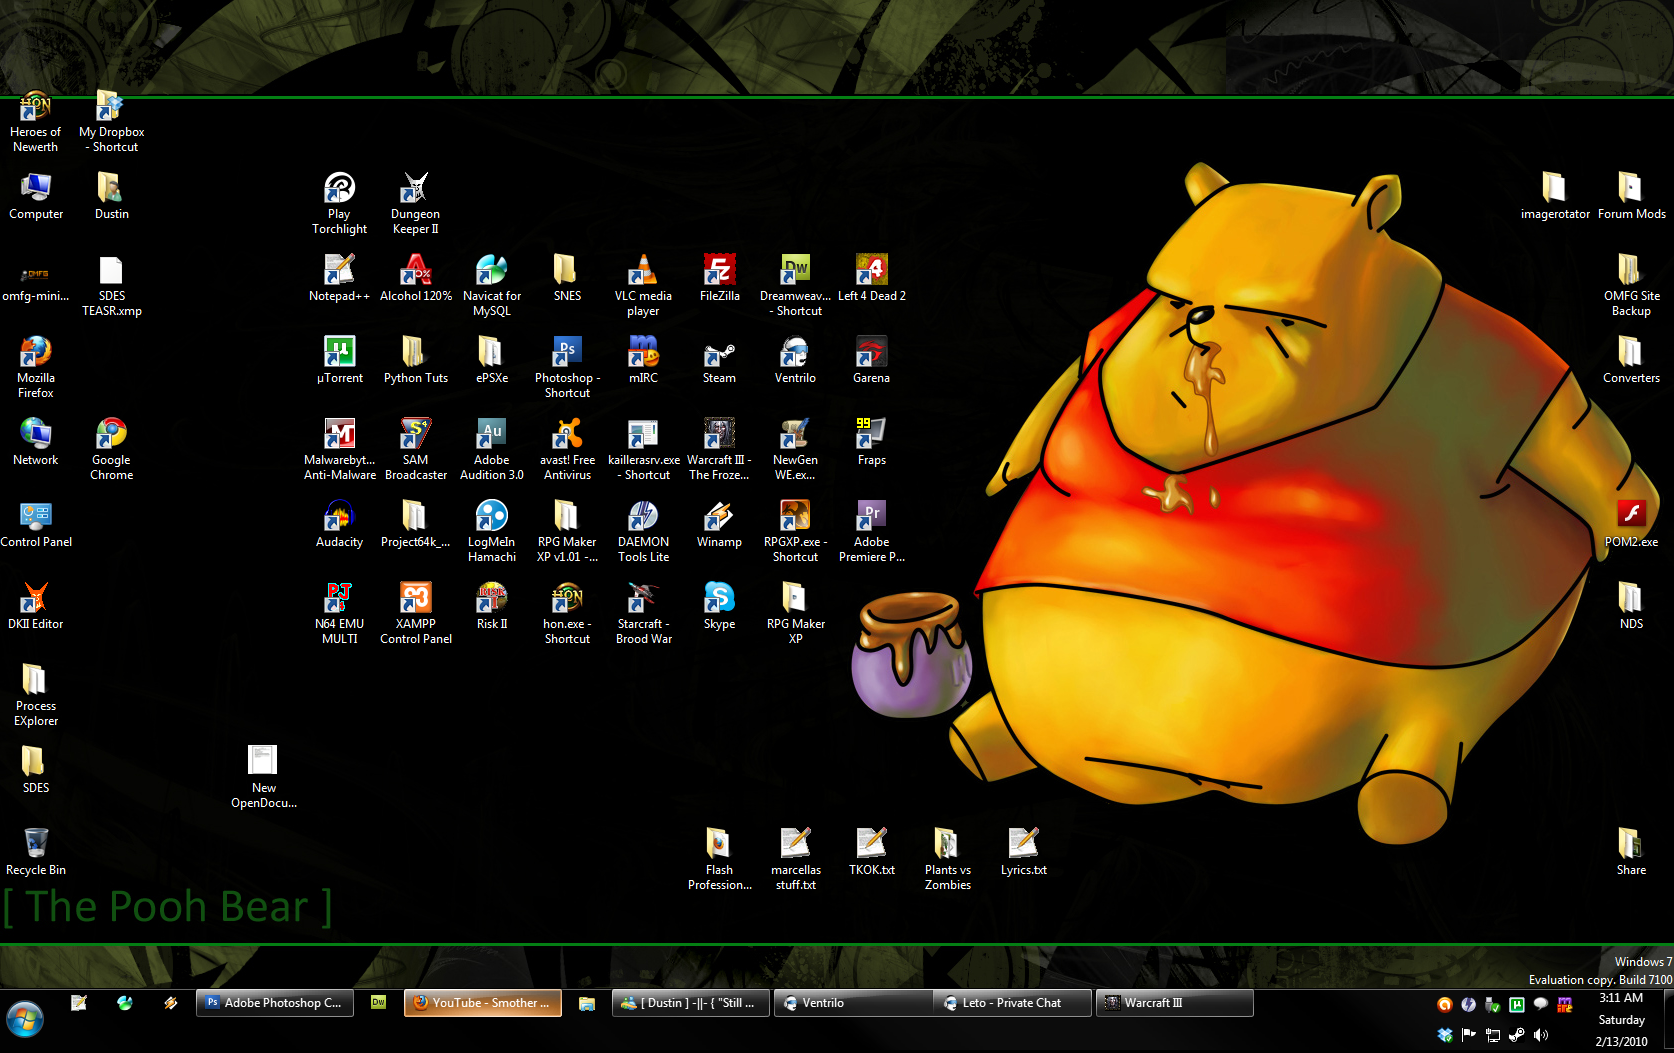 Heroes of
Newerth
My Dropbox
- Shortcut
Computer
Dustin
Play
Torchlight
Dungeon
Keeper II
imagerotator
Forum Mods
omfg-mini...
SDES
TEASR.xmp
Notepad++
Alcohol 120%
Navicat for
MySQL
SNES
VLC media
player
FileZilla
Dreamweav...
- Shortcut
Left 4 Dead 2
OMFG Site
Backup
Mozilla
Firefox
µTorrent
Python Tuts
ePSXe
Photoshop -
Shortcut
mIRC
Steam
Ventrilo
Garena
Converters
Network
Google
Chrome
Malwarebyt...
Anti-Malware
SAM
Broadcaster
Adobe
Audition 3.0
avast! Free
Antivirus
kaillerasrv.exe
- Shortcut
Warcraft III -
The Froze...
NewGen
WE.ex...
Fraps
Control Panel
Audacity
Project64k_...
LogMeIn
Hamachi
RPG Maker
XP v1.01 -...
DAEMON
Tools Lite
Winamp
RPGXP.exe -
Shortcut
Adobe
Premiere P...
POM2.exe
DKII Editor
N64 EMU
MULTI
XAMPP
Control Panel
Risk II
hon.exe -
Shortcut
Starcraft -
Brood War
Skype
RPG Maker
XP
NDS
Process
EXplorer
SDES
New
OpenDocu...
Recycle Bin
Flash
Profession...
marcellas
stuff.txt
TKOK.txt
Plants vs
Zombies
Lyrics.txt
Share
[ The Pooh Bear ]
Windows 7
Evaluation copy. Build 7100
Adobe Photoshop C...
YouTube - Smother ...
[ Dustin ] -||- { "Still ...
Ventrilo
Leto - Private Chat
Warcraft III
3:11 AM
Saturday
2/13/2010